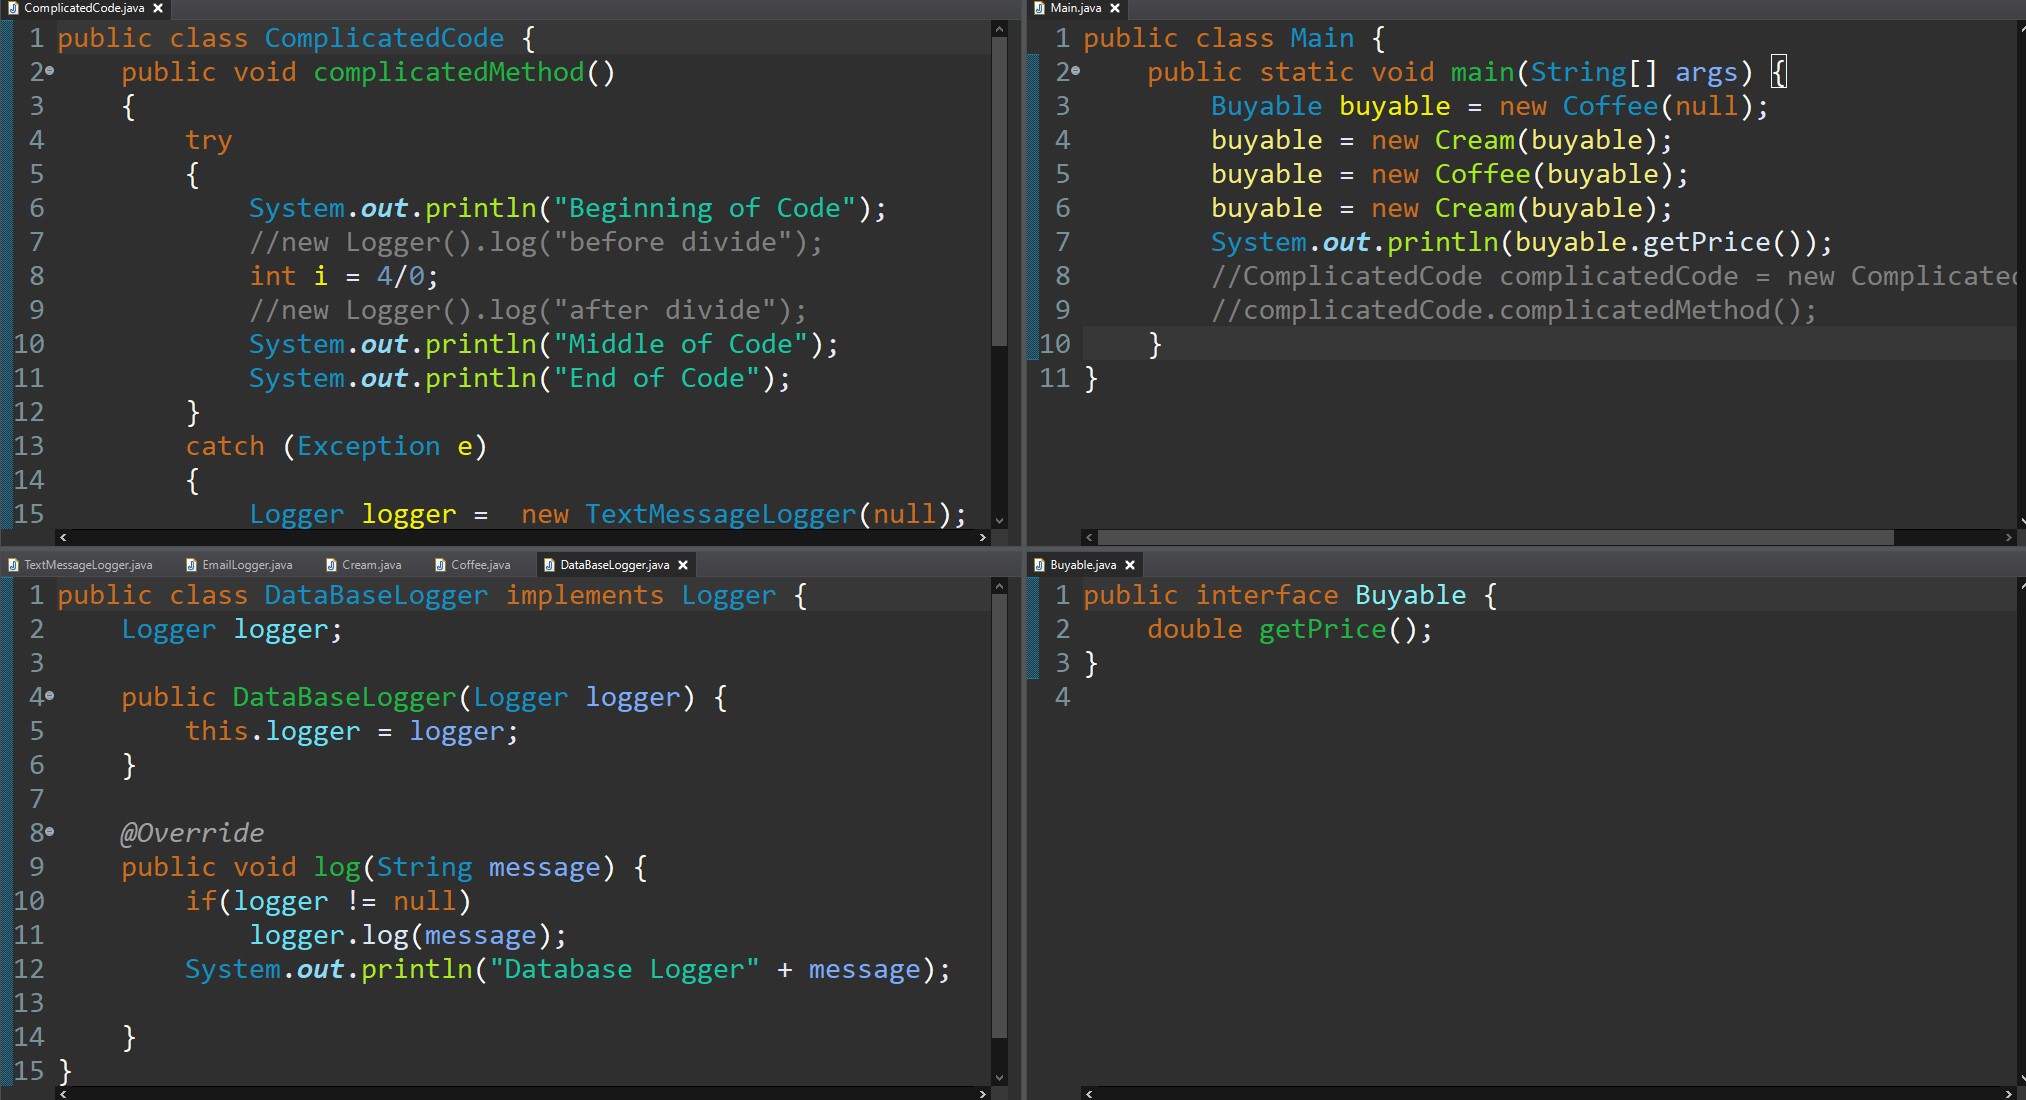 ComplicatedCode.java
1 public class ComplicatedCode {
2     public void complicatedMethod()
3     {
4         try
5         {
6             System.out.println("Beginning of Code");
7             //new Logger().log("before divide");
8             int i = 4/0;
9             //new Logger().log("after divide");
10             System.out.println("Middle of Code");
11             System.out.println("End of Code");
12         }
13         catch (Exception e)
14         {
15             Logger logger =  new TextMessageLogger(null);
Main.java
1 public class Main {
2     public static void main(String[] args) {
3         Buyable buyable = new Coffee(null);
4         buyable = new Cream(buyable);
5         buyable = new Coffee(buyable);
6         buyable = new Cream(buyable);
7         System.out.println(buyable.getPrice());
8         //ComplicatedCode complicatedCode = new Complicated
9         //complicatedCode.complicatedMethod();
10     }
11 }
TextMessageLogger.java EmailLogger.java Cream.java Coffee.java DataBaseLogger.java
1 public class DataBaseLogger implements Logger {
2     Logger logger;
3
4     public DataBaseLogger(Logger logger) {
5         this.logger = logger;
6     }
7
8     @Override
9     public void log(String message) {
10         if(logger != null)
11             logger.log(message);
12         System.out.println("Database Logger" + message);
13
14     }
15 }
Buyable.java
1 public interface Buyable {
2     double getPrice();
3 }
4